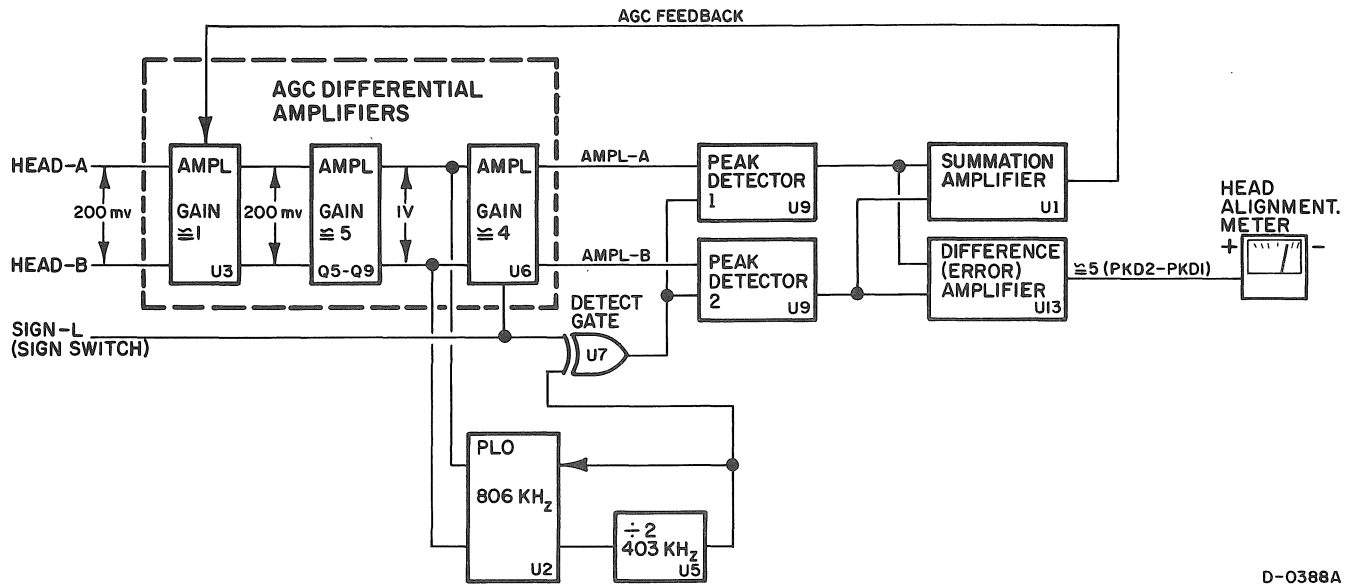 AGC FEEDBACK
AGC DIFFERENTIAL
AMPLIFIERS
HEAD-A
HEAD-B
200 mv
AMPL
GAIN
≅1
U3
200 mv
AMPL
GAIN
≅ 5
Q5-Q9
1V
AMPL
GAIN
≅ 4
U6
AMPL-A
AMPL-B
PEAK
DETECTOR
1
U9
PEAK
DETECTOR
2
U9
SUMMATION
AMPLIFIER
U1
DIFFERENCE
(ERROR)
AMPLIFIER
U13
≅5 (PKD2-PKD1)
HEAD
ALIGNMENT.
METER
+ −
SIGN-L
(SIGN SWITCH)
DETECT
GATE
U7
PLO
806 KHz
U2
÷2
403 KHz
U5
D-0388A